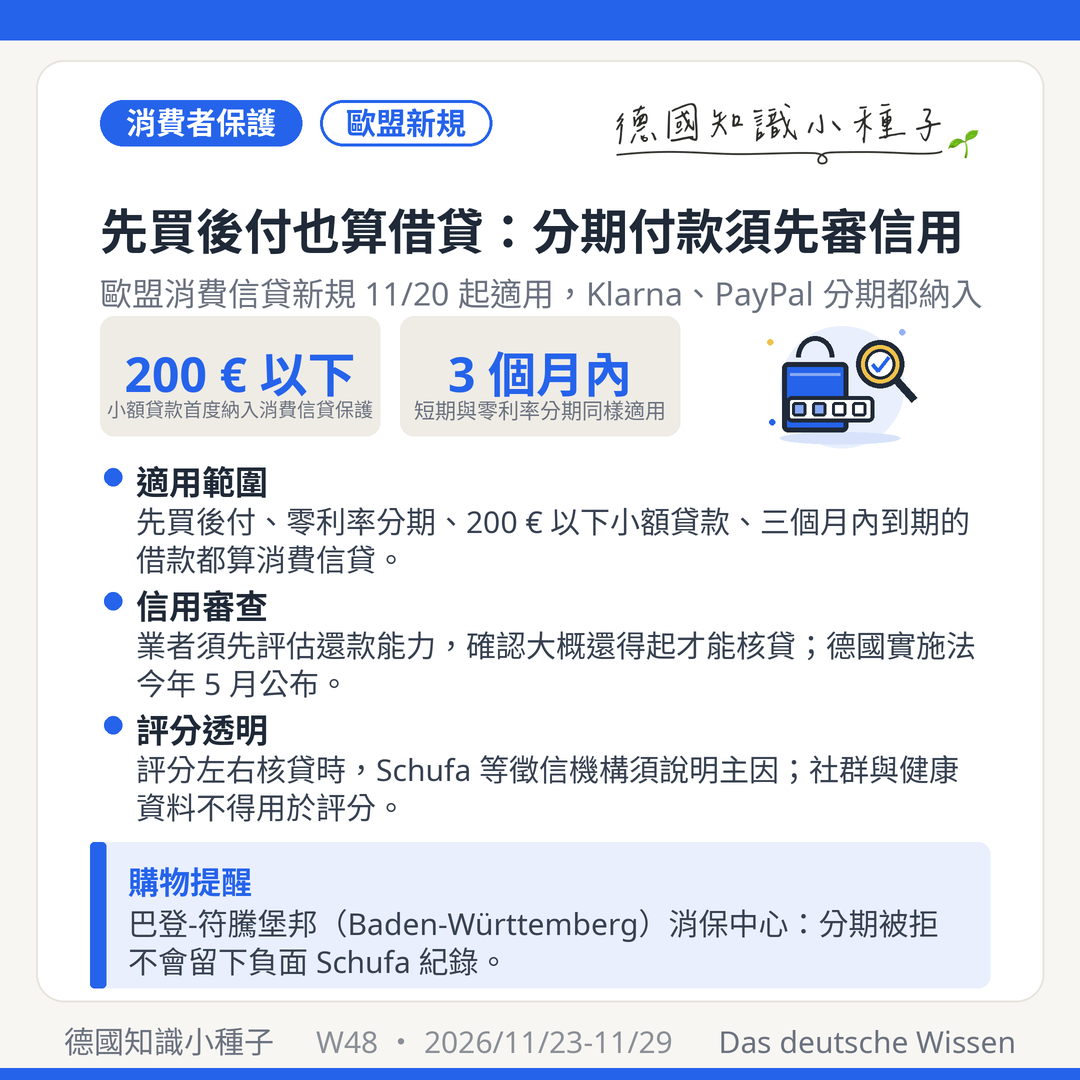 消費者保護
歐盟新規
德國知識小種子
先買後付也算借貸：分期付款須先審信用
歐盟消費信貸新規 11/20 起適用，Klarna、PayPal 分期都納入
200 € 以下
小額貸款首度納入消費信貸保護
3 個月內
短期與零利率分期同樣適用
適用範圍
先買後付、零利率分期、200 € 以下小額貸款、三個月內到期的
借款都算消費信貸。
信用審查
業者須先評估還款能力，確認大概還得起才能核貸；德國實施法
今年 5 月公布。
評分透明
評分左右核貸時，Schufa 等徵信機構須說明主因；社群與健康
資料不得用於評分。
購物提醒
巴登-符騰堡邦（Baden-Württemberg）消保中心：分期被拒
不會留下負面 Schufa 紀錄。
德國知識小種子
W48 • 2026/11/23-11/29
Das deutsche Wissen